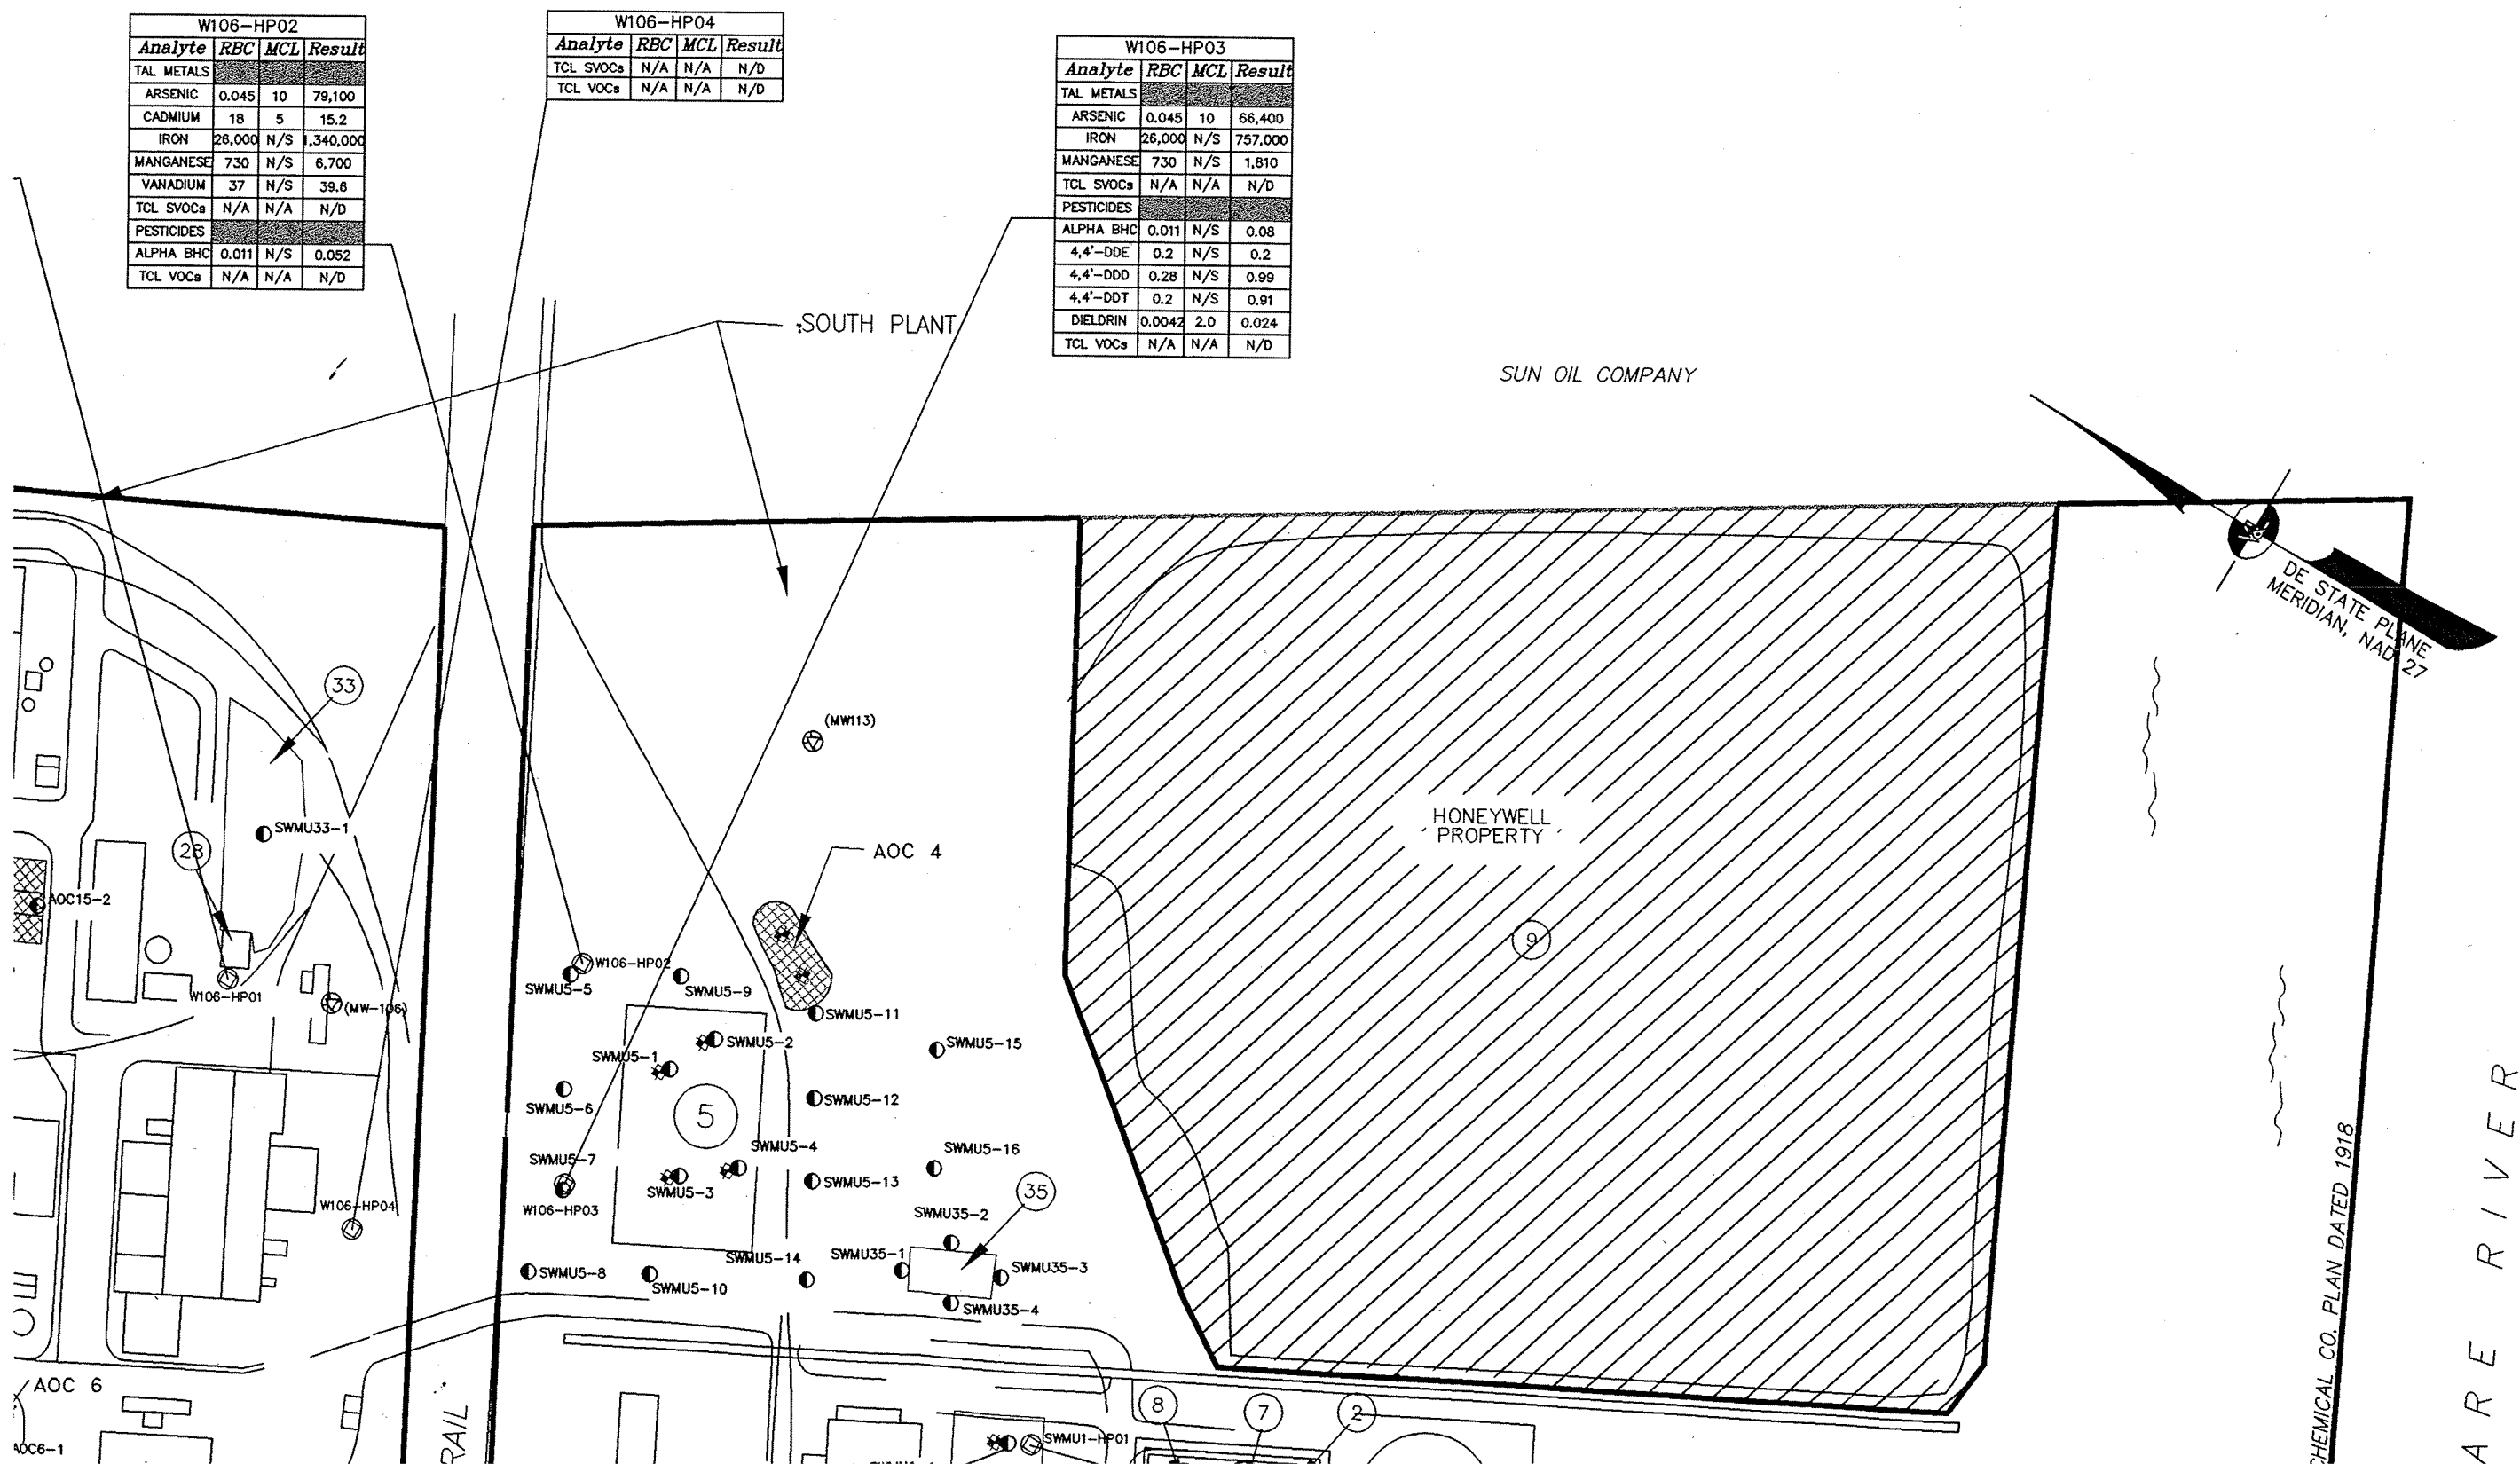 W106-HP02
Analyte RBC MCL Result
TAL METALS
ARSENIC 0.045 10 79,100
CADMIUM 18 5 15.2
IRON 26,000 N/S 1,340,000
MANGANESE 730 N/S 6,700
VANADIUM 37 N/S 39.6
TCL SVOCs N/A N/A N/D
PESTICIDES
ALPHA BHC 0.011 N/S 0.052
TCL VOCs N/A N/A N/D
W106-HP04
Analyte RBC MCL Result
TCL SVOCs N/A N/A N/D
TCL VOCs N/A N/A N/D
W106-HP03
Analyte RBC MCL Result
TAL METALS
ARSENIC 0.045 10 66,400
IRON 26,000 N/S 757,000
MANGANESE 730 N/S 1,810
TCL SVOCs N/A N/A N/D
PESTICIDES
ALPHA BHC 0.011 N/S 0.08
4,4'-DDE 0.2 N/S 0.2
4,4'-DDD 0.28 N/S 0.99
4,4'-DDT 0.2 N/S 0.91
DIELDRIN 0.0042 2.0 0.024
TCL VOCs N/A N/A N/D
SOUTH PLANT
SUN OIL COMPANY
DE STATE PLANE
MERIDIAN, NAD 27
33
(MW113)
SWMU33-1
28
HONEYWELL
PROPERTY
AOC 4
AOC15-2
9
W106-HP02
SWMU5-5
SWMU5-9
W106-HP01
(MW-106)
SWMU5-11
SWMU5-2
SWMU5-15
SWMU5-1
SWMU5-6
SWMU5-12
5
SWMU5-4
SWMU5-16
SWMU5-7
SWMU5-3
SWMU5-13
35
W106-HP03
W106-HP04
SWMU35-2
SWMU5-14
SWMU35-1
SWMU5-8
SWMU35-3
SWMU5-10
SWMU35-4
AOC 6
AOC6-1
RAIL
8
7
2
SWMU1-HP01
CHEMICAL CO. PLAN DATED 1918
ARE RIVER